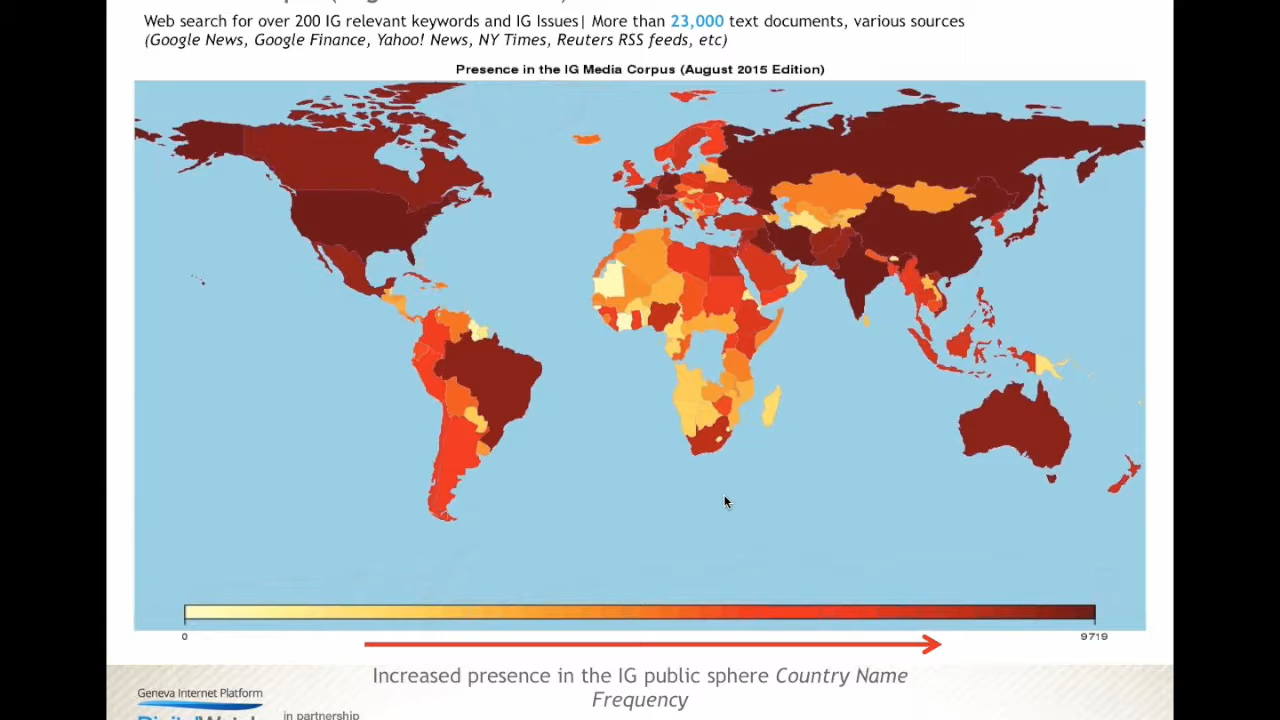 Web search for over 200 IG relevant keywords and IG Issues| More than 23,000 text documents, various sources
(Google News, Google Finance, Yahoo! News, NY Times, Reuters RSS feeds, etc)
Presence in the IG Media Corpus (August 2015 Edition)
0
9719
Increased presence in the IG public sphere Country Name
Frequency
Geneva Internet Platform
in partnership